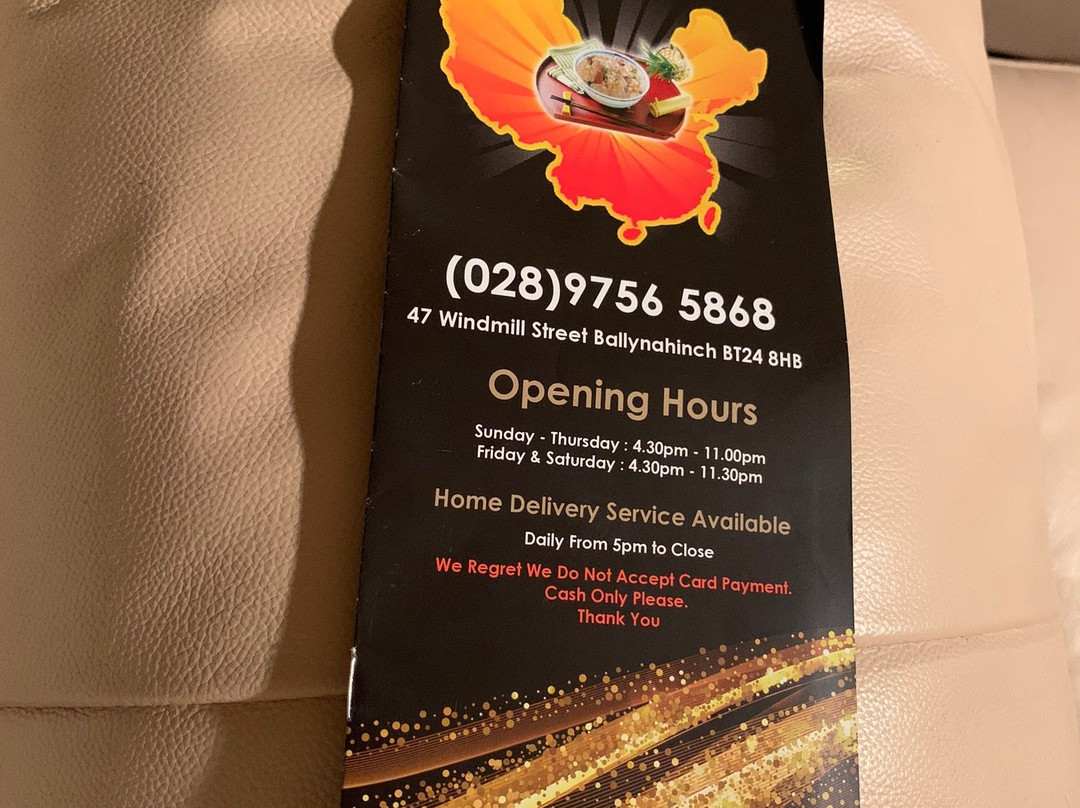 (028)9756 5868
47 Windmill Street Ballynahinch BT24 8HB
Opening Hours
Sunday - Thursday : 4.30pm - 11.00pm
Friday & Saturday : 4.30pm - 11.30pm
Home Delivery Service Available
Daily From 5pm to Close
We Regret We Do Not Accept Card Payment.
Cash Only Please.
Thank You